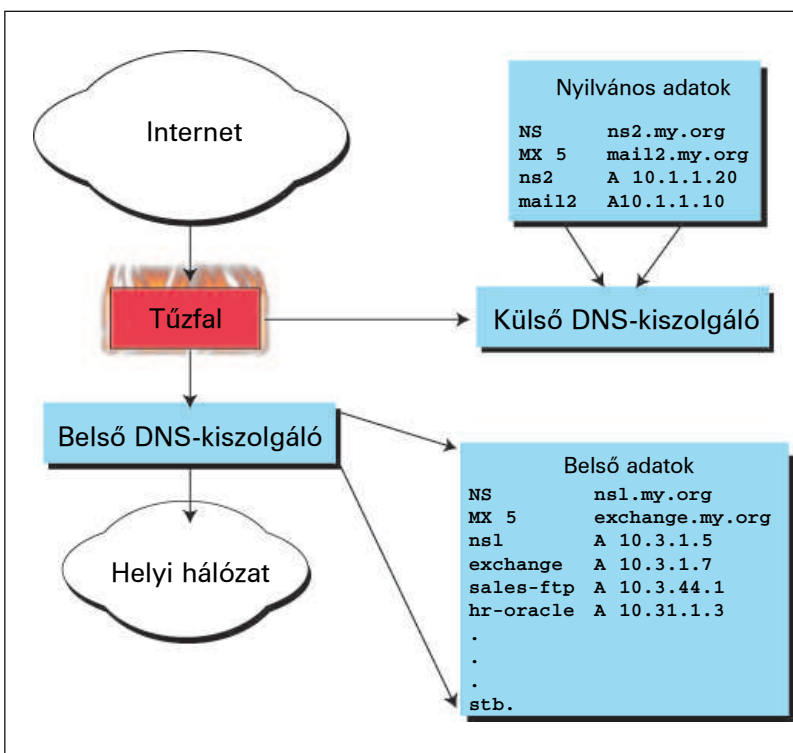 Internet
Nyilvános adatok
NS ns2.my.org
MX 5 mail2.my.org
ns2 A 10.1.1.20
mail2 A10.1.1.10
Tűzfal
Külső DNS-kiszolgáló
Belső DNS-kiszolgáló
Helyi hálózat
Belső adatok
NS nsl.my.org
MX 5 exchange.my.org
nsl A 10.3.1.5
exchange A 10.3.1.7
sales-ftp A 10.3.44.1
hr-oracle A 10.31.1.3
.
.
.
stb.